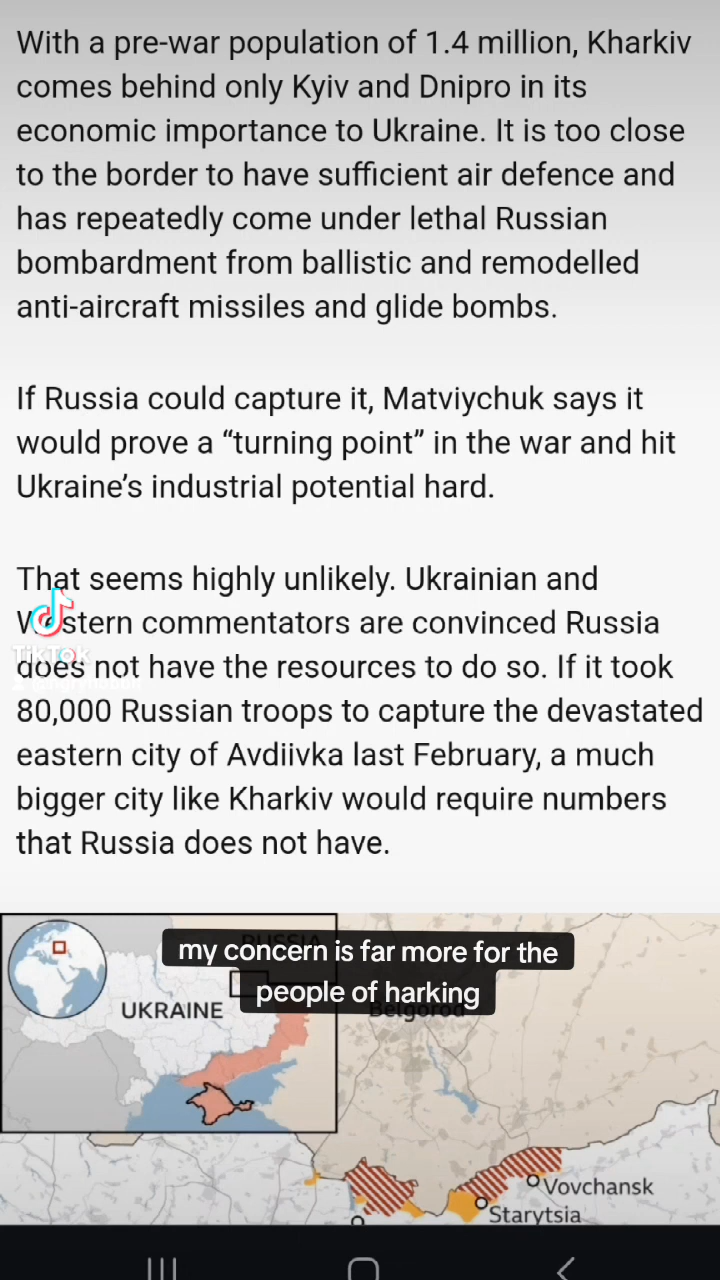 With a pre-war population of 1.4 million, Kharkiv
comes behind only Kyiv and Dnipro in its
economic importance to Ukraine. It is too close
to the border to have sufficient air defence and
has repeatedly come under lethal Russian
bombardment from ballistic and remodelled
anti-aircraft missiles and glide bombs.
If Russia could capture it, Matviychuk says it
would prove a “turning point” in the war and hit
Ukraine’s industrial potential hard.
That seems highly unlikely. Ukrainian and
Western commentators are convinced Russia
TikTok
does not have the resources to do so. If it took
80,000 Russian troops to capture the devastated
eastern city of Avdiivka last February, a much
bigger city like Kharkiv would require numbers
that Russia does not have.
RUSSIA
my concern is far more for the
people of harking
UKRAINE
Belgorod
Vovchansk
Starytsia